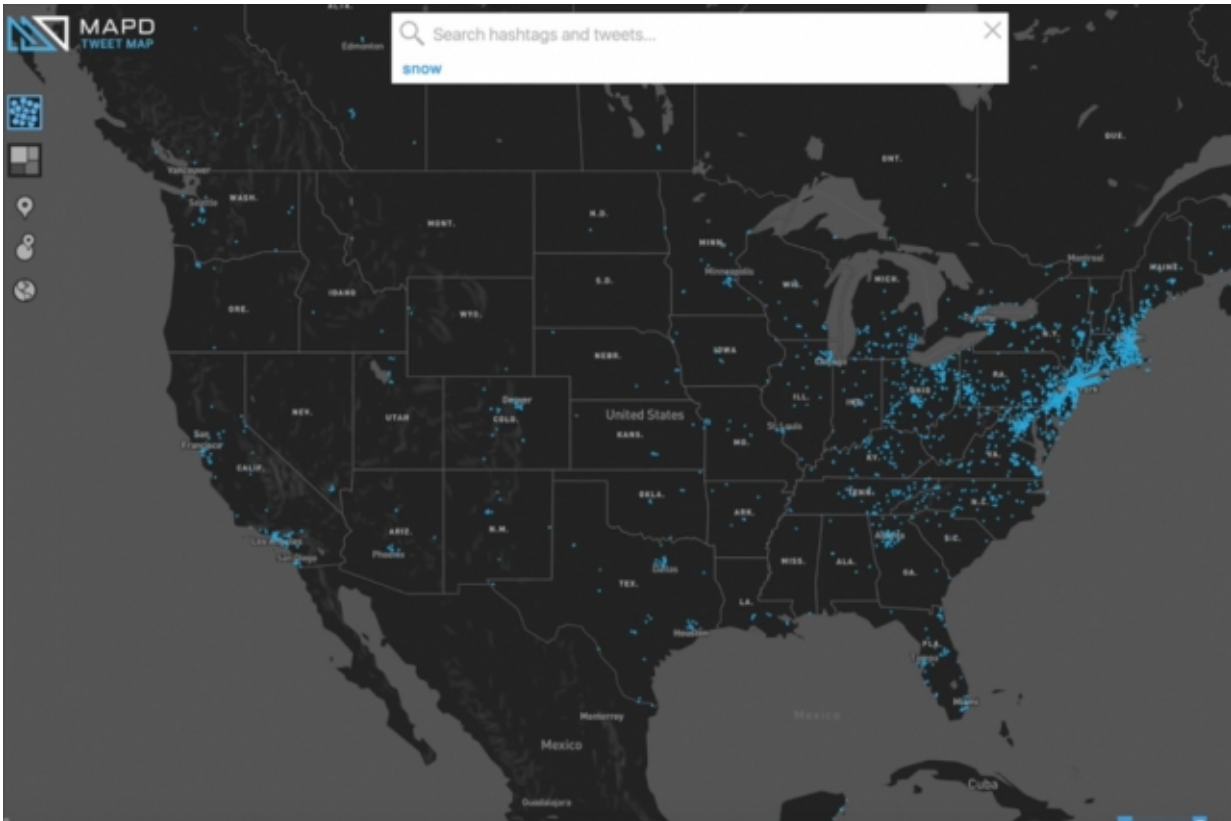 MAPD
TWEET MAP
Search hashtags and tweets...
snow
Edmonton
QUE.
ONT.
Vancouver
WASH.
Seattle
MONT.
N.D.
MINN.
Minneapolis
Montreal
MAINE
ORE.
IDAHO
WYO.
S.D.
WIS.
MICH.
Toronto
N.Y.
NEBR.
IOWA
Chicago
PA.
NEV.
UTAH
Denver
COLO.
United States
KANS.
ILL.
IND.
OHIO
San
Francisco
CALIF.
MO.
St. Louis
KY.
VA.
OKLA.
TENN.
N.C.
Los Angeles
San Diego
ARIZ.
Phoenix
N.M.
ARK.
Atlanta
S.C.
Dallas
TEX.
MISS.
ALA.
GA.
LA.
Houston
FLA.
Tampa
Miami
Monterrey
Mexico
Mexico
Cuba
Guadalajara